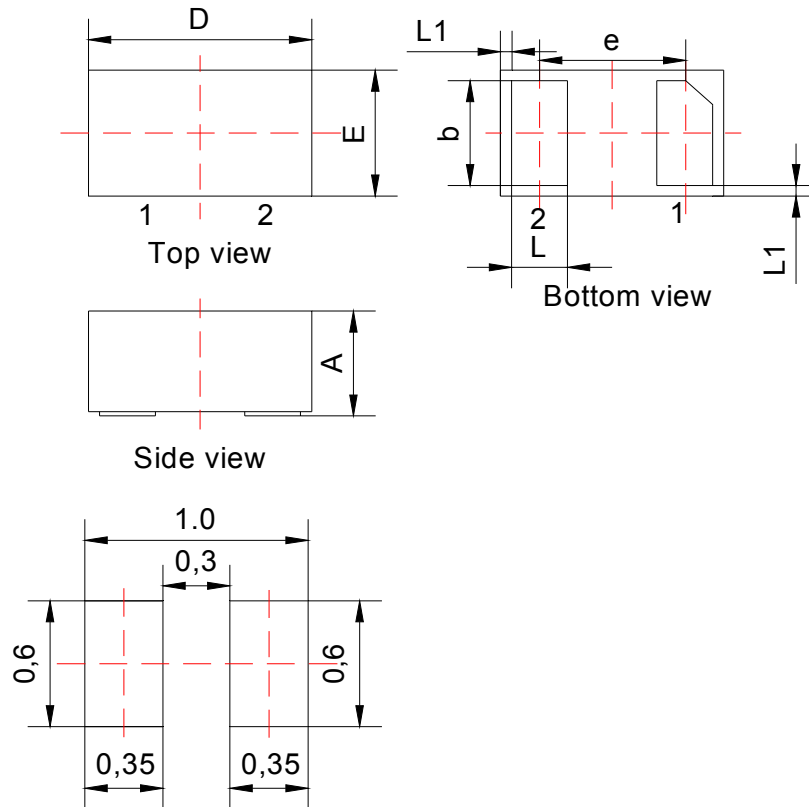 D
E
1 2
Top view
L1
e
b
2
1
L
L1
Bottom view
A
Side view
1.0
0,3
0,6
0,6
0,35
0,35